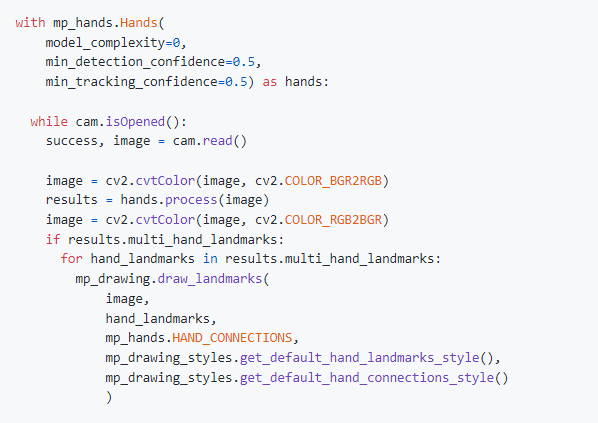 with mp_hands.Hands(
    model_complexity=0,
    min_detection_confidence=0.5,
    min_tracking_confidence=0.5) as hands:

  while cam.isOpened():
    success, image = cam.read()

    image = cv2.cvtColor(image, cv2.COLOR_BGR2RGB)
    results = hands.process(image)
    image = cv2.cvtColor(image, cv2.COLOR_RGB2BGR)
    if results.multi_hand_landmarks:
      for hand_landmarks in results.multi_hand_landmarks:
        mp_drawing.draw_landmarks(
            image,
            hand_landmarks,
            mp_hands.HAND_CONNECTIONS,
            mp_drawing_styles.get_default_hand_landmarks_style(),
            mp_drawing_styles.get_default_hand_connections_style()
            )